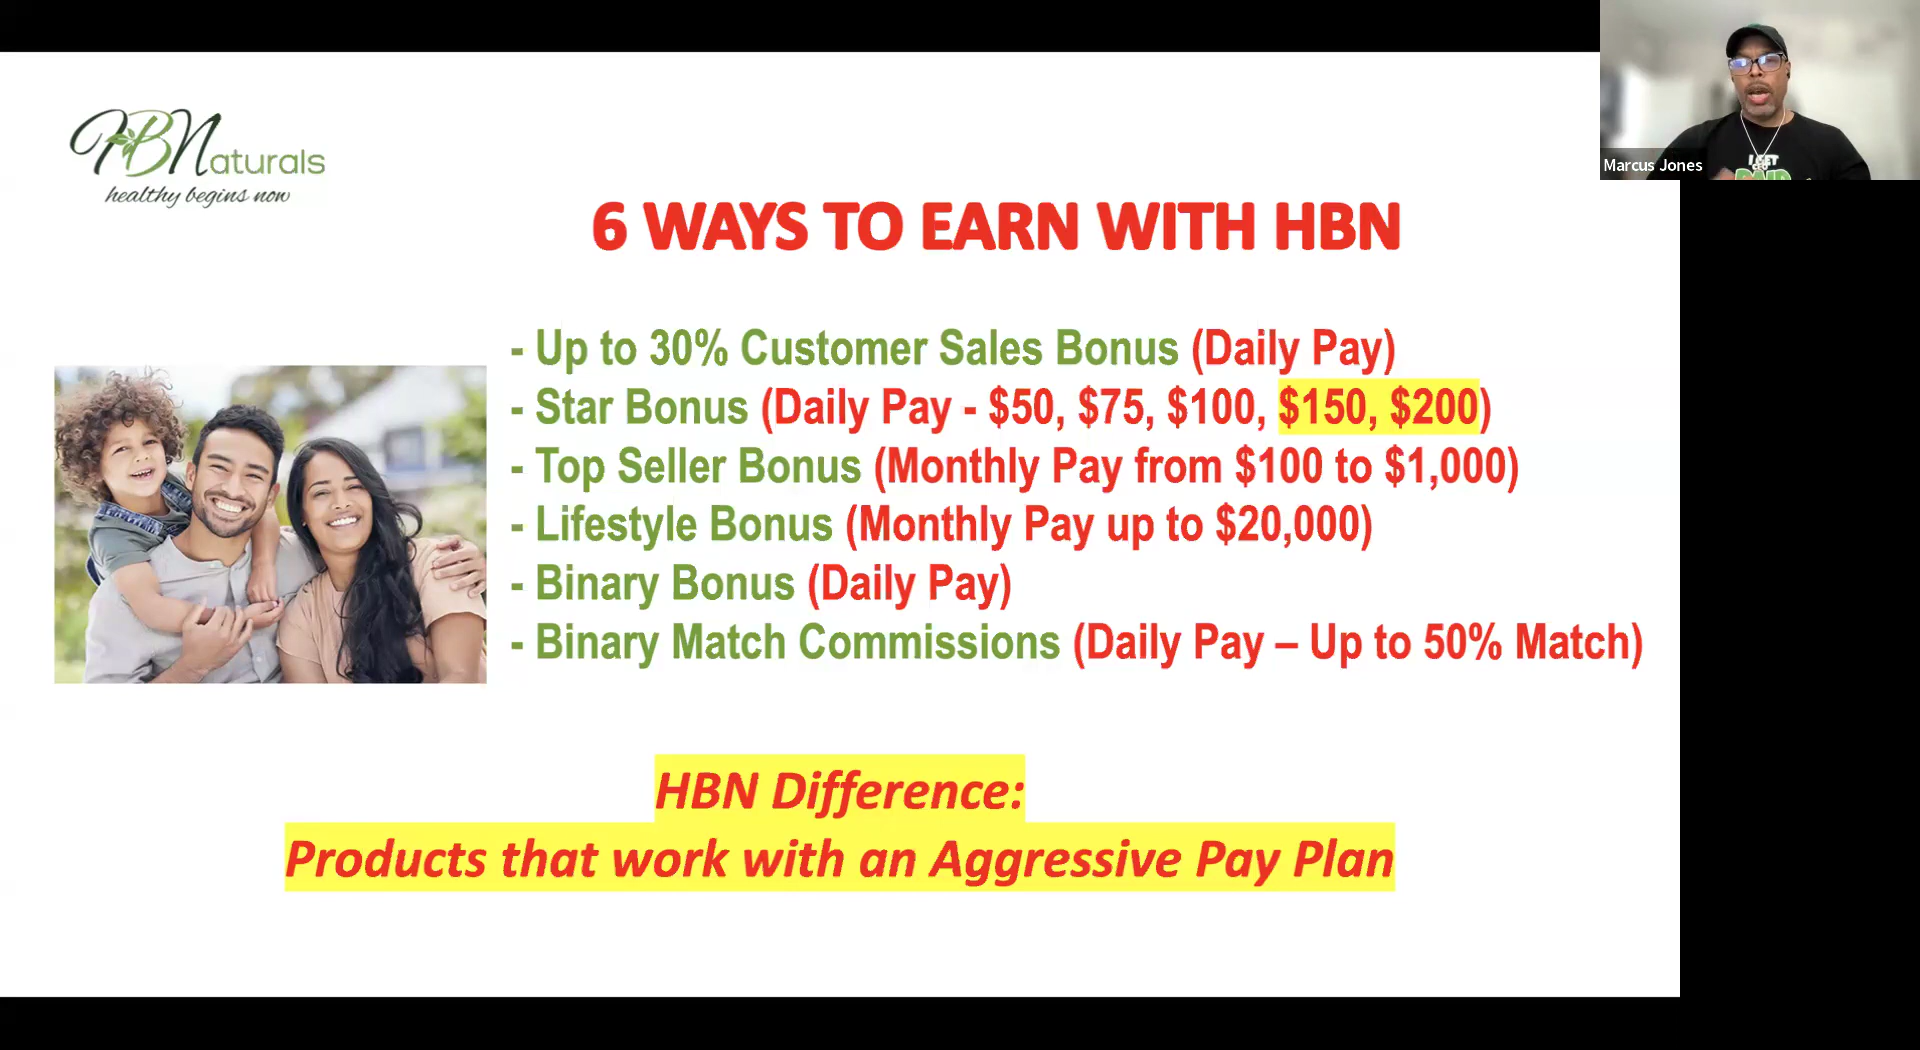 HBNaturals
healthy begins now
Marcus Jones
I GET
PAID
6 WAYS TO EARN WITH HBN
- Up to 30% Customer Sales Bonus (Daily Pay)
- Star Bonus (Daily Pay - $50, $75, $100, $150, $200)
- Top Seller Bonus (Monthly Pay from $100 to $1,000)
- Lifestyle Bonus (Monthly Pay up to $20,000)
- Binary Bonus (Daily Pay)
- Binary Match Commissions (Daily Pay – Up to 50% Match)
HBN Difference:
Products that work with an Aggressive Pay Plan